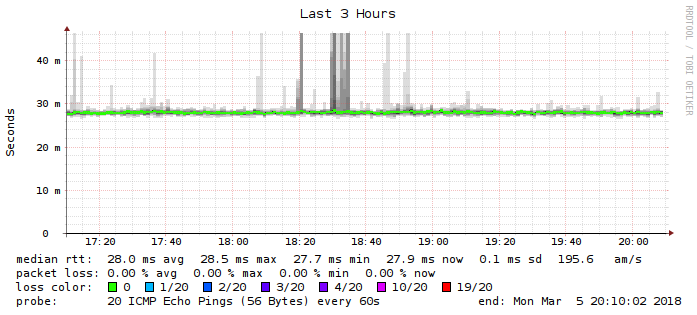 Last 3 Hours
RRDTOOL / TOBI OETIKER
Seconds
40 m
30 m
20 m
10 m
0
17:20 17:40 18:00 18:20 18:40 19:00 19:20 19:40 20:00
median rtt: 28.0 ms avg 28.5 ms max 27.7 ms min 27.9 ms now 0.1 ms sd 195.6 am/s
packet loss: 0.00 % avg 0.00 % max 0.00 % min 0.00 % now
loss color: 0 1/20 2/20 3/20 4/20 10/20 19/20
probe: 20 ICMP Echo Pings (56 Bytes) every 60s end: Mon Mar 5 20:10:02 2018